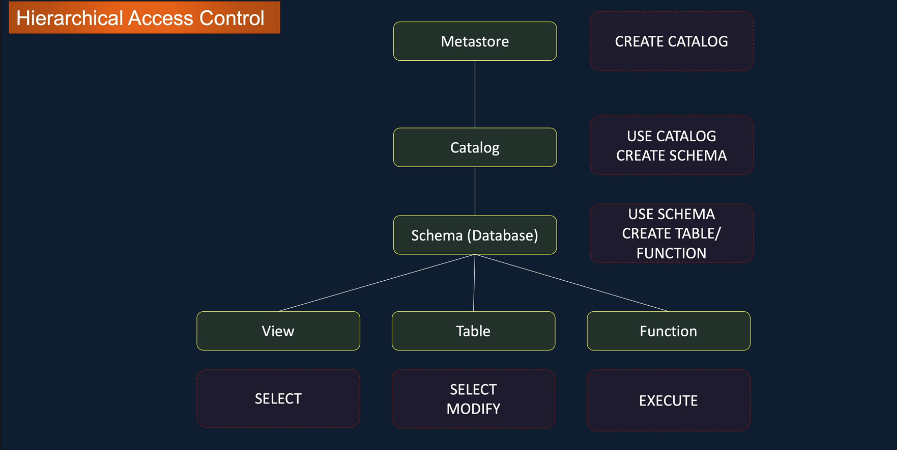 Hierarchical Access Control
Metastore
CREATE CATALOG
Catalog
USE CATALOG
CREATE SCHEMA
Schema (Database)
USE SCHEMA
CREATE TABLE/
FUNCTION
View
Table
Function
SELECT
SELECT
MODIFY
EXECUTE